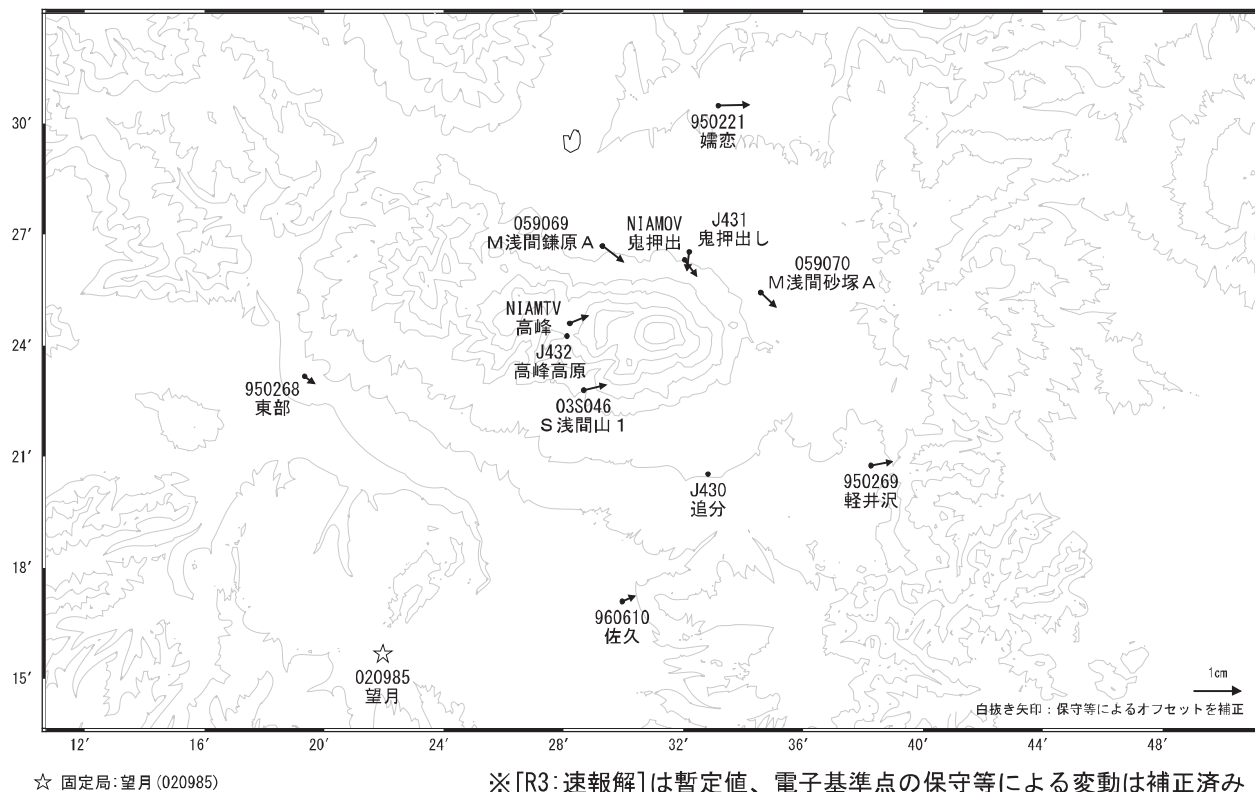 950221
嬬恋
30′
059069
M浅間鎌原A
NIAMOV
鬼押出
J431
鬼押出し
27′
059070
M浅間砂塚A
NIAMTV
高峰
24′
J432
高峰高原
950268
東部
03S046
S浅間山1
21′
J430
追分
950269
軽井沢
18′
960610
佐久
15′
020985
望月
1cm
白抜き矢印：保守等によるオフセットを補正
12′ 16′ 20′ 24′ 28′ 32′ 36′ 40′ 44′ 48′
☆ 固定局:望月(020985)
※[R3:速報解]は暫定値、電子基準点の保守等による変動は補正済み